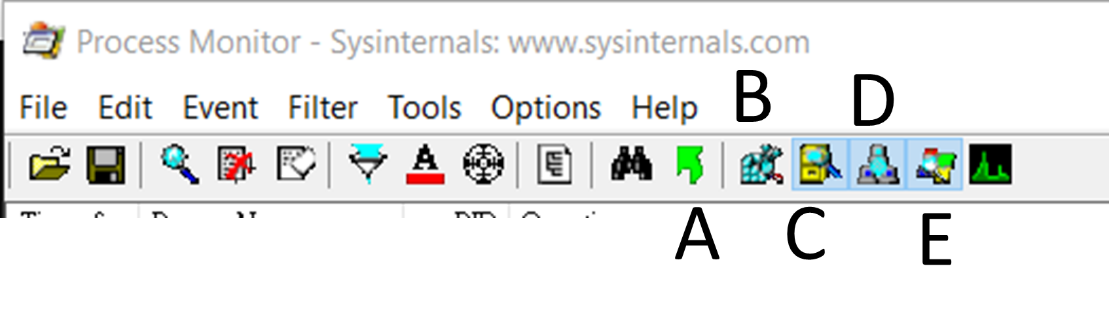 Process Monitor - Sysinternals: www.sysinternals.com
File Edit Event Filter Tools Options Help
B D
A
A C E